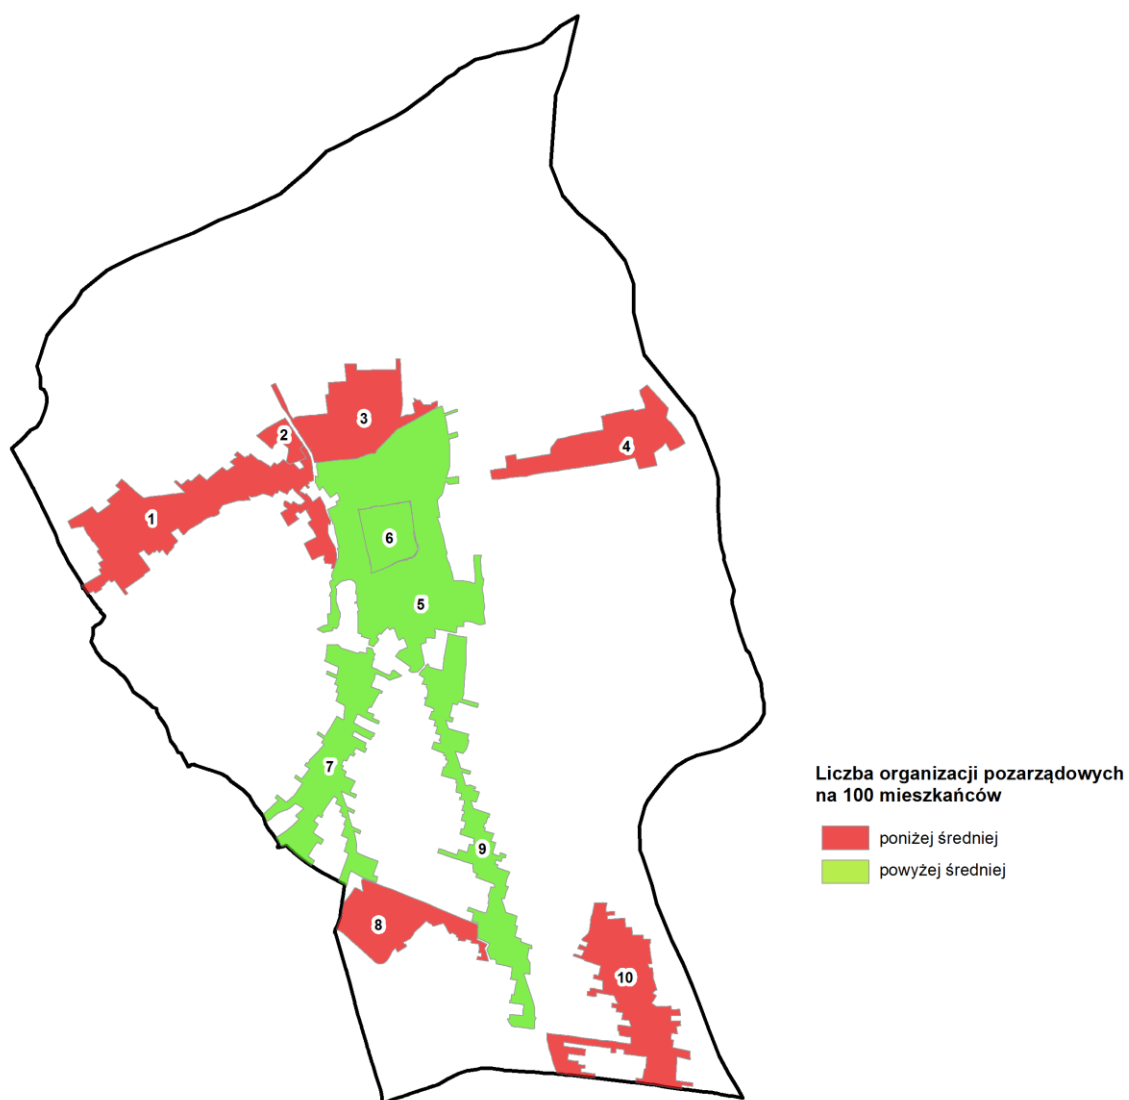 3
2
4
1
6
5
7
Liczba organizacji pozarządowych
na 100 mieszkańców
poniżej średniej
9
powyżej średniej
8
10